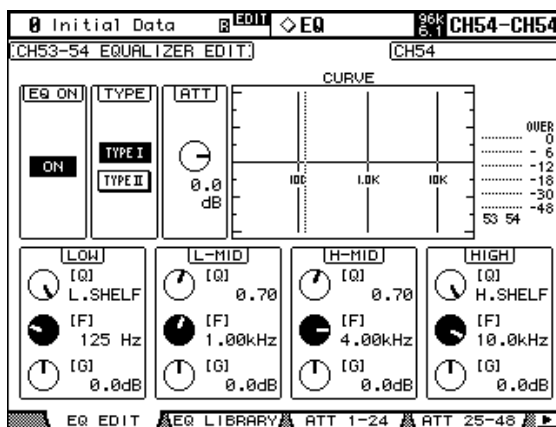 0 Initial Data R EDIT ◇EQ 96K 6.1 CH54-CH54
[CH53-54 EQUALIZER EDIT] CH54
EQ ON TYPE ATT CURVE
ON TYPE I TYPE II 0.0 dB
100 1.0K 10K
OVER
0
- 6
-12
-18
-30
-48
53 54
LOW L-MID H-MID HIGH
[Q] [Q] [Q] [Q]
L.SHELF 0.70 0.70 H.SHELF
[F] [F] [F] [F]
125 Hz 1.00kHz 4.00kHz 10.0kHz
[G] [G] [G] [G]
0.0dB 0.0dB 0.0dB 0.0dB
EQ EDIT EQ LIBRARY ATT 1-24 ATT 25-48